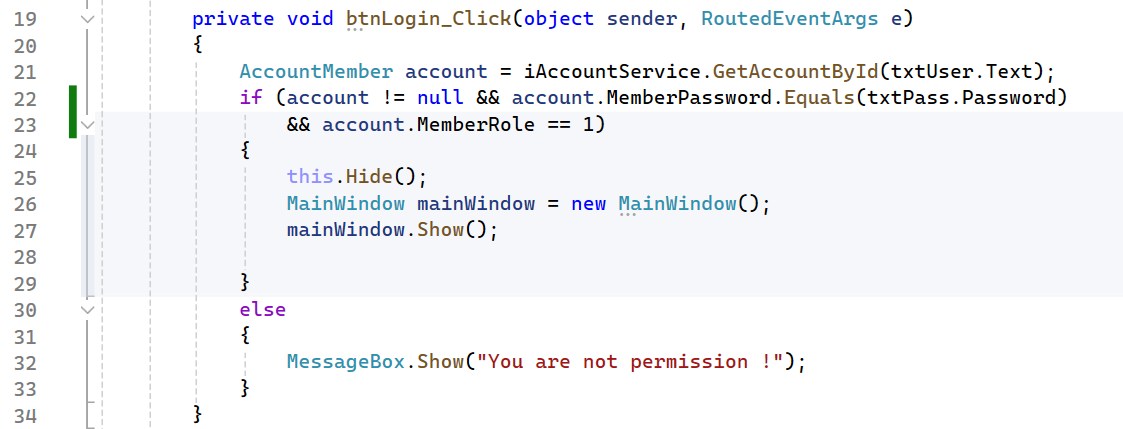 19 private void btnLogin_Click(object sender, RoutedEventArgs e)
20 {
21 AccountMember account = iAccountService.GetAccountById(txtUser.Text);
22 if (account != null && account.MemberPassword.Equals(txtPass.Password)
23 && account.MemberRole == 1)
24 {
25 this.Hide();
26 MainWindow mainWindow = new MainWindow();
27 mainWindow.Show();
28
29 }
30 else
31 {
32 MessageBox.Show("You are not permission !");
33 }
34 }